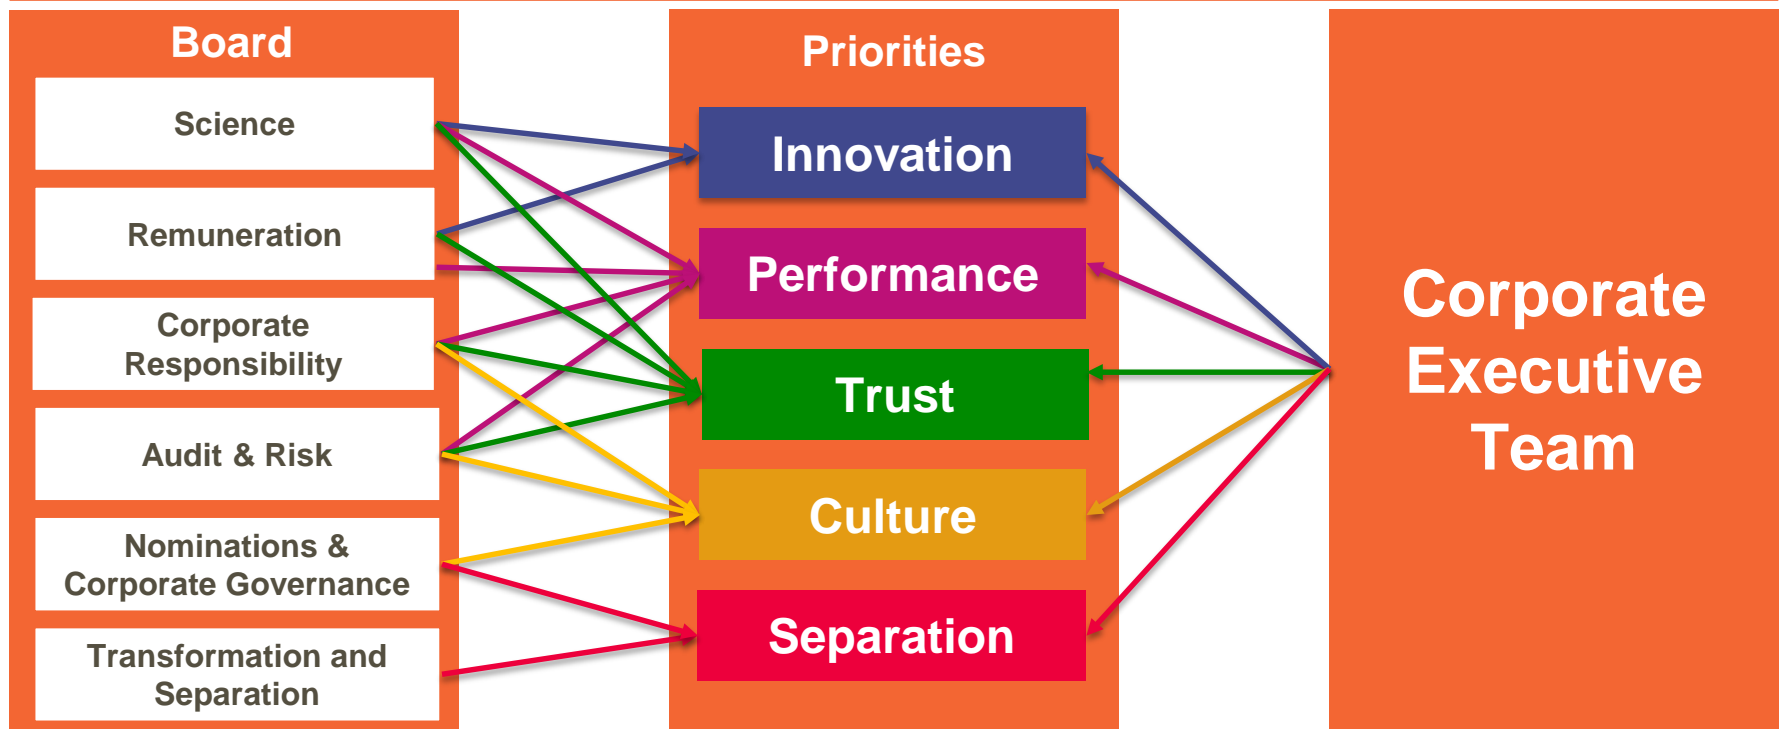 Board
Science
Remuneration
Corporate
Responsibility
Audit & Risk
Nominations &
Corporate Governance
Transformation and
Separation
Priorities
Innovation
Performance
Trust
Culture
Separation
Corporate
Executive
Team